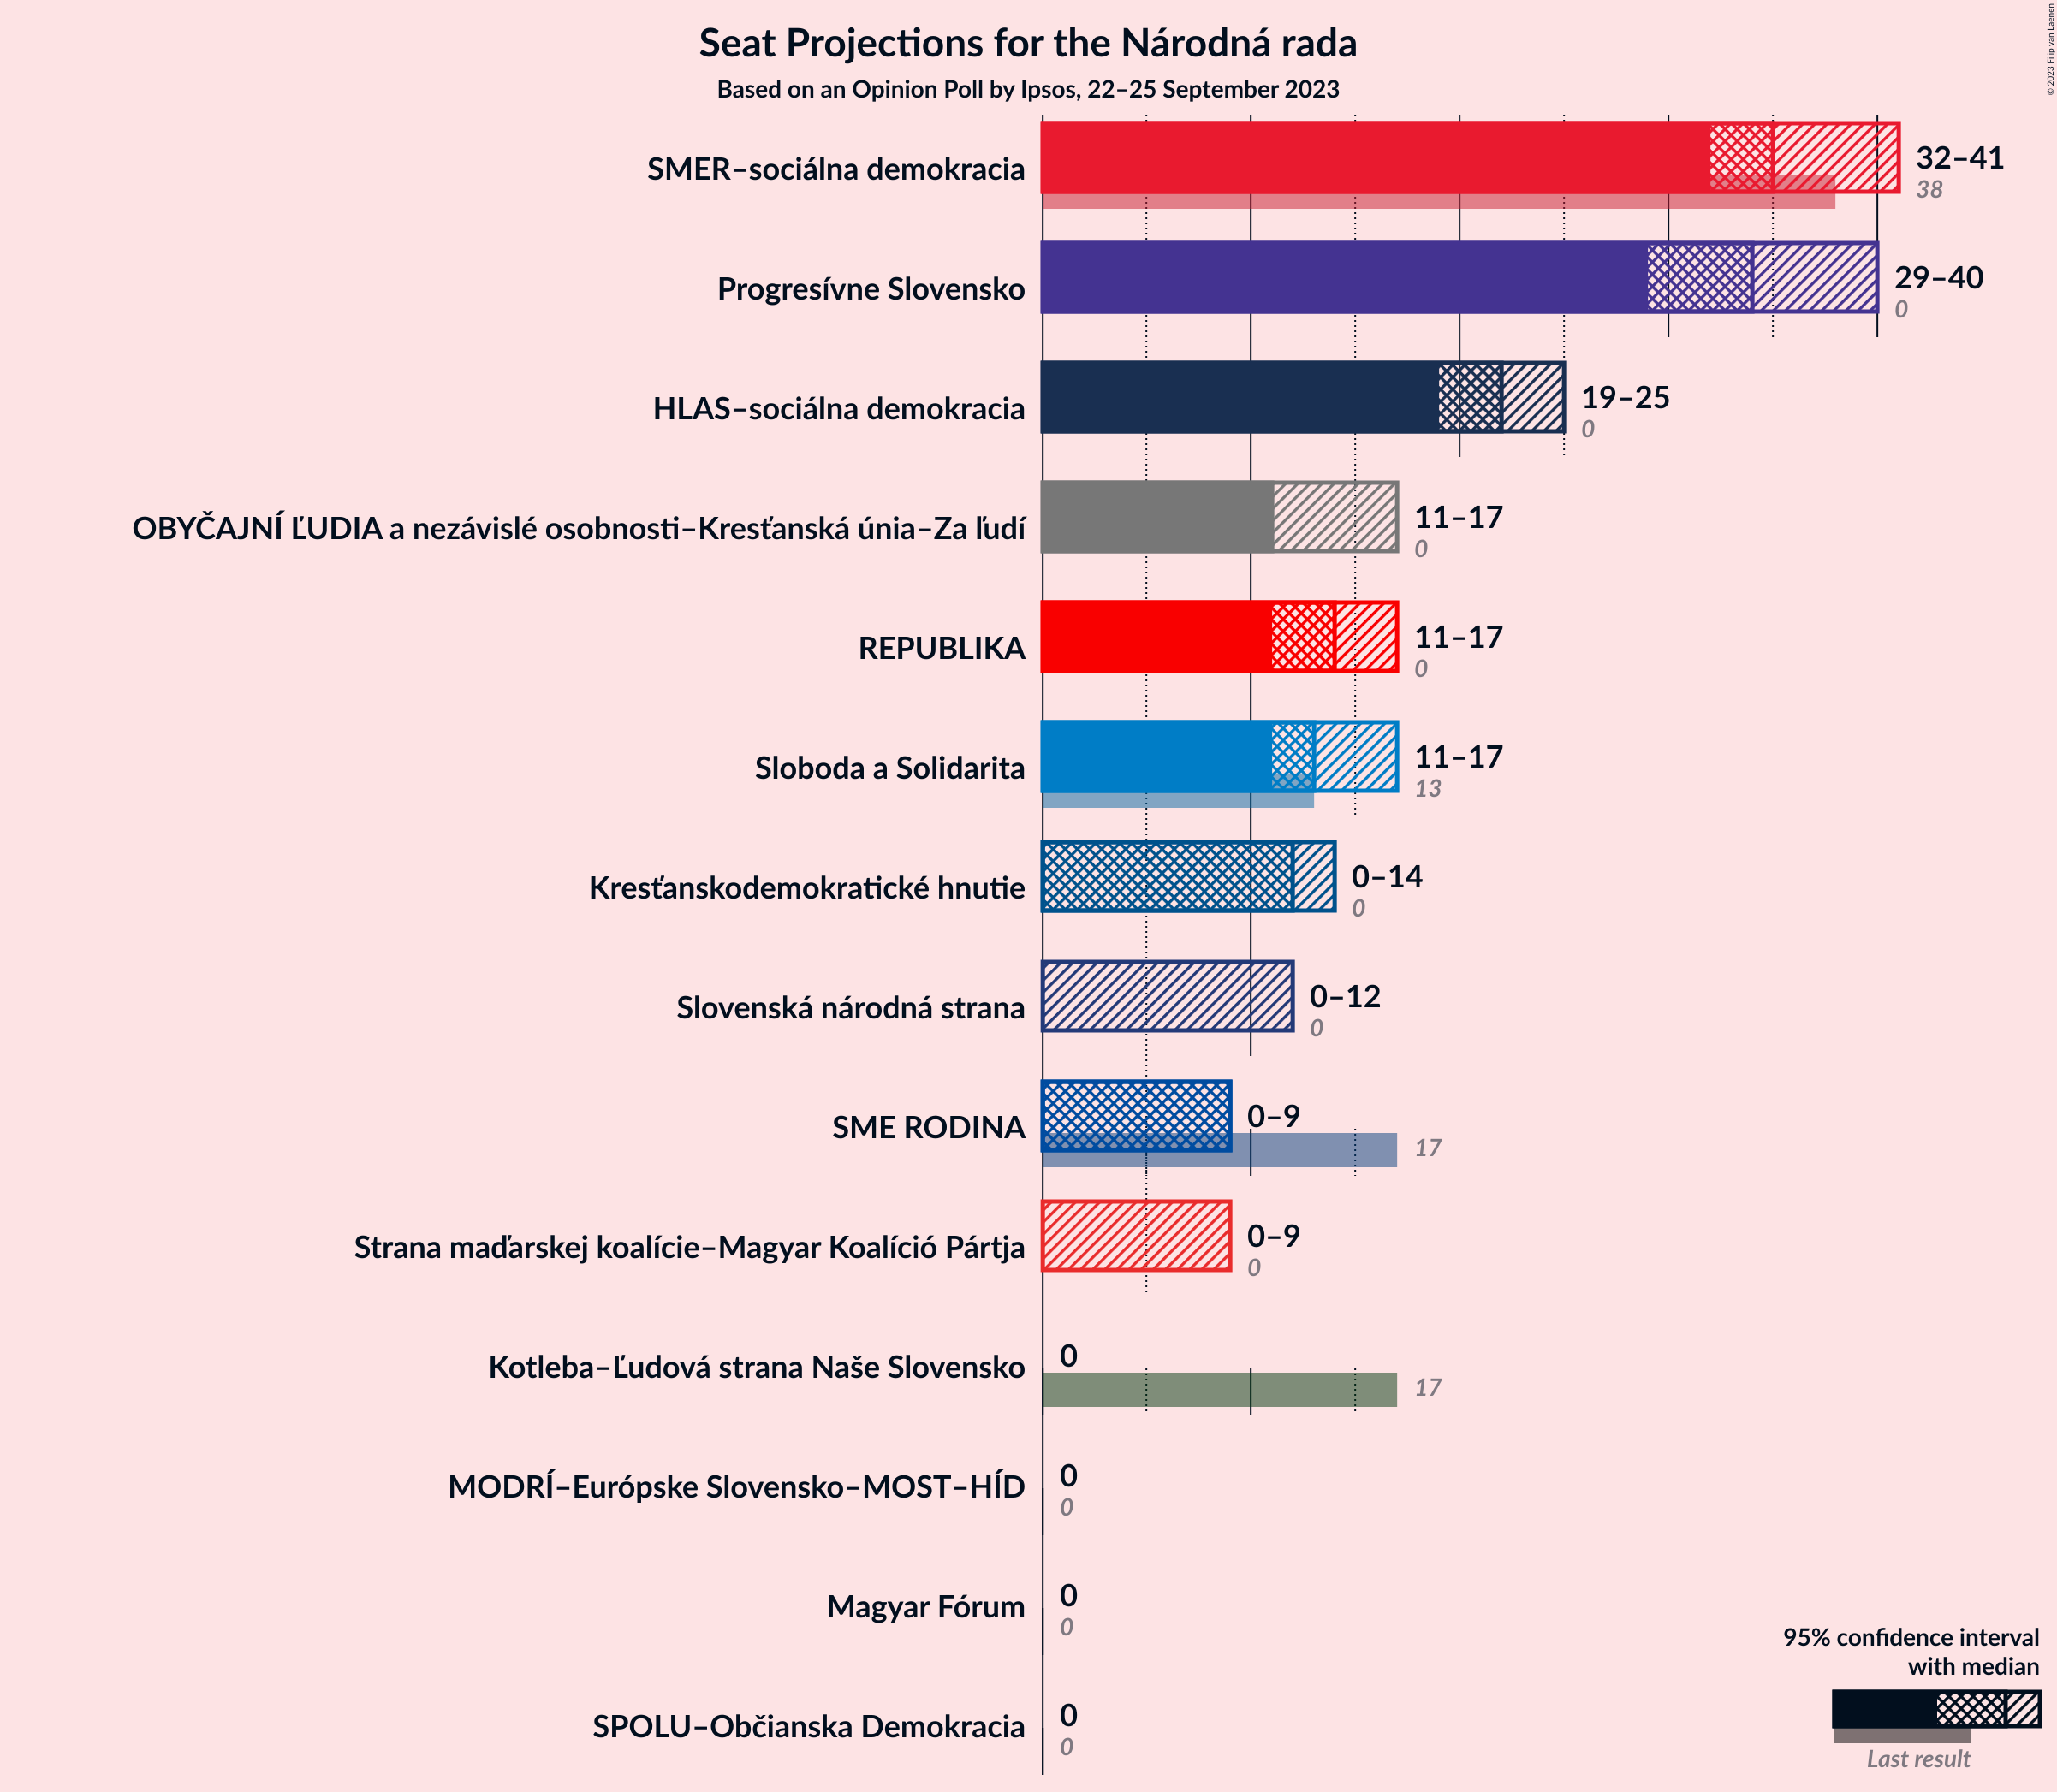 Seat Projections for the Národná rada
Based on an Opinion Poll by Ipsos, 22–25 September 2023
© 2023 Filip van Laenen
SMER–sociálna demokracia
32–41
38
Progresívne Slovensko
29–40
0
HLAS–sociálna demokracia
19–25
0
OBYČAJNÍ ĽUDIA a nezávislé osobnosti–Kresťanská únia–Za ľudí
11–17
0
REPUBLIKA
11–17
0
Sloboda a Solidarita
11–17
13
Kresťanskodemokratické hnutie
0–14
0
Slovenská národná strana
0–12
0
SME RODINA
0–9
17
Strana maďarskej koalície–Magyar Koalíció Pártja
0–9
0
Kotleba–Ľudová strana Naše Slovensko
0
17
MODRÍ–Európske Slovensko–MOST–HÍD
0
0
Magyar Fórum
0
0
SPOLU–Občianska Demokracia
0
0
95% confidence interval
with median
Last result